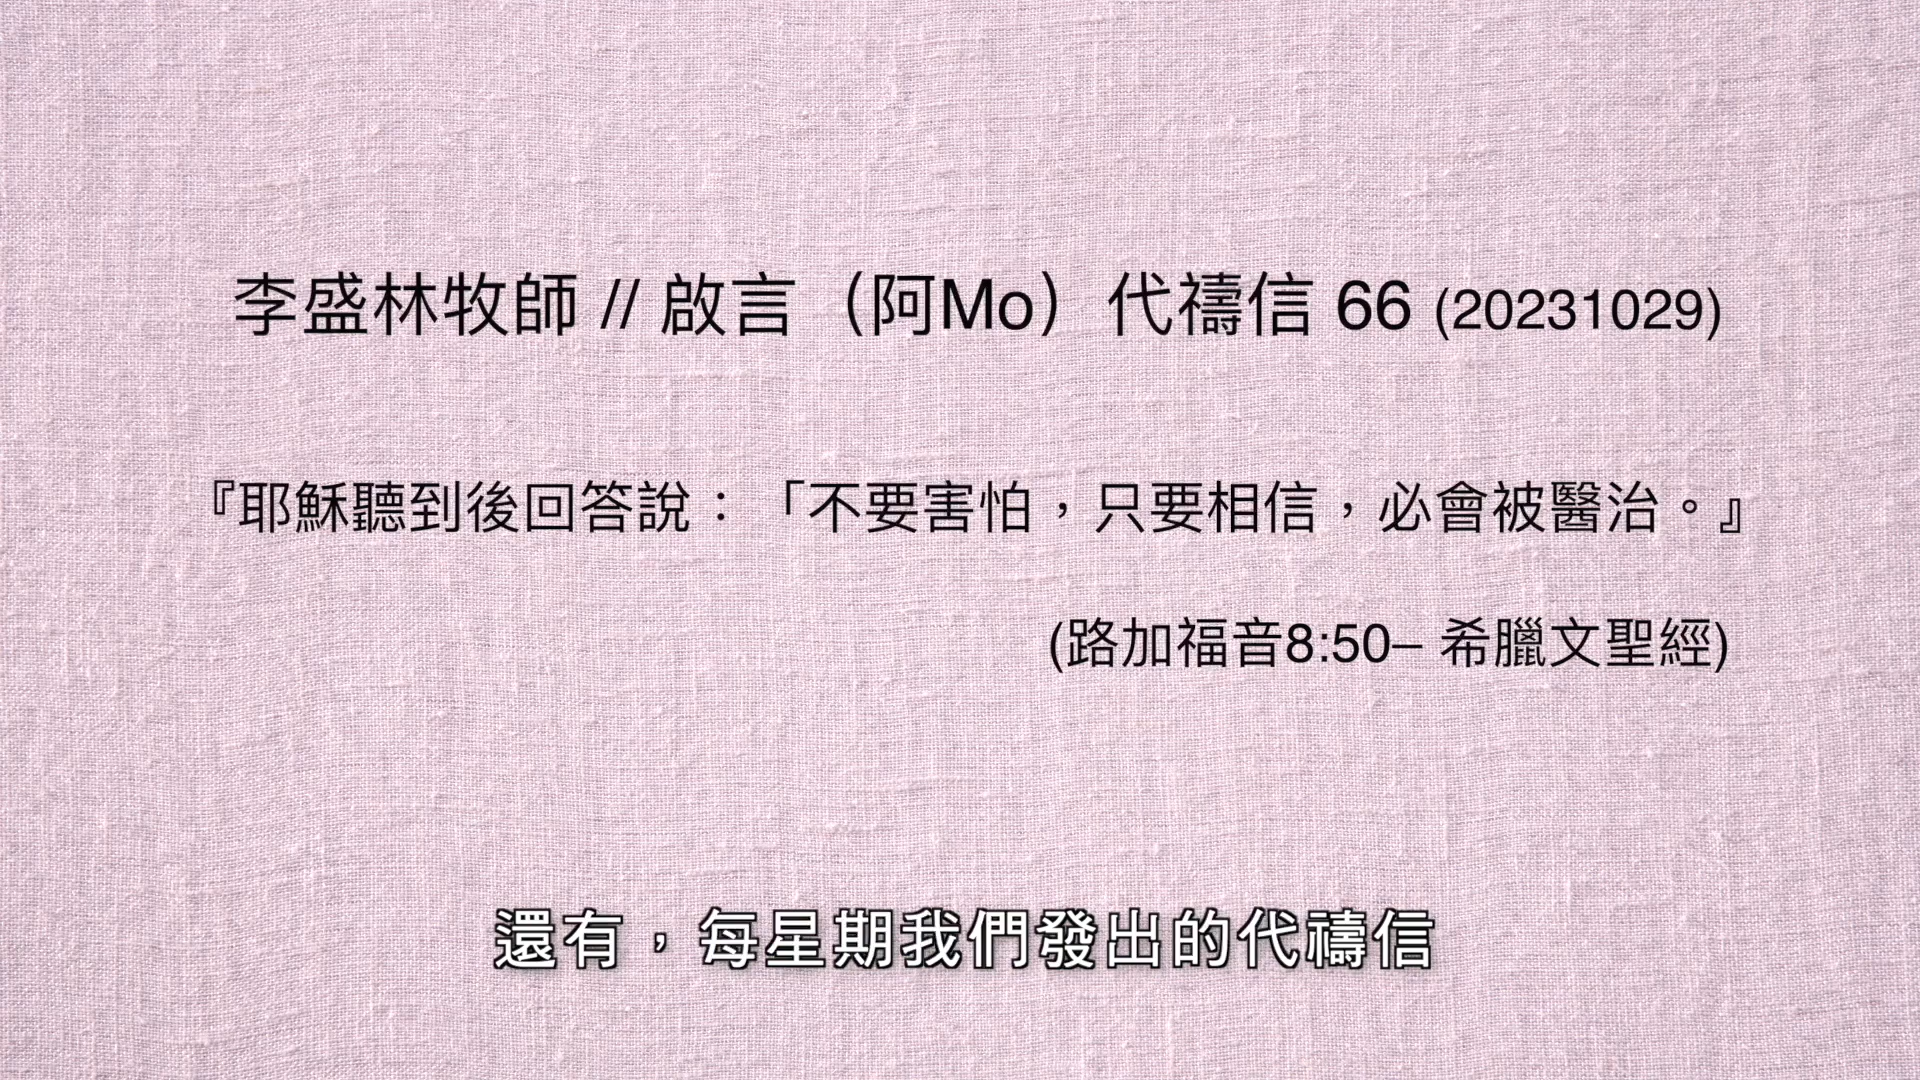 李盛林牧師 // 啟言（阿Mo）代禱信 66 (20231029)
『耶穌聽到後回答說：「不要害怕，只要相信，必會被醫治。』
(路加福音8:50– 希臘文聖經)
還有，每星期我們發出的代禱信